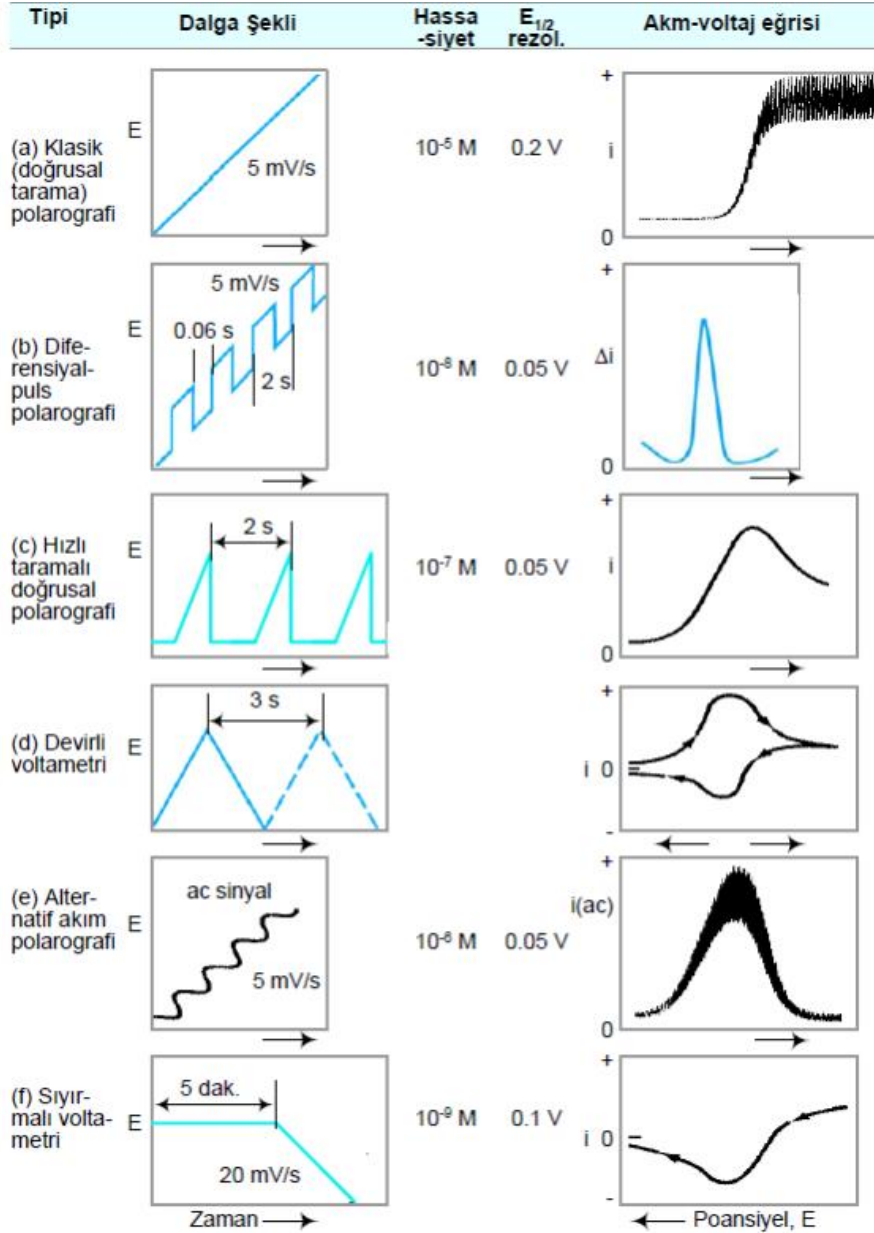 Tipi
Dalga Şekli
Hassa
-siyet
E1/2
rezol.
Akm-voltaj eğrisi
(a) Klasik
(doğrusal
tarama)
polarografi
E
5 mV/s
10-5 M
0.2 V
+
i
0
(b) Dife-
rensiyal-
puls
polarografi
E
5 mV/s
0.06 s
2 s
10-8 M
0.05 V
+
Δi
0
(c) Hızlı
taramalı
doğrusal
polarografi
E
2 s
10-7 M
0.05 V
+
i
0
(d) Devirli
voltametri
E
3 s
+
i 0
-
(e) Alter-
natif akım
polarografi
E
ac sinyal
5 mV/s
10-6 M
0.05 V
+
i(ac)
0
(f) Sıyır-
malı volta-
metri
E
5 dak.
20 mV/s
10-9 M
0.1 V
+
i 0
-
Zaman
Poansiyel, E